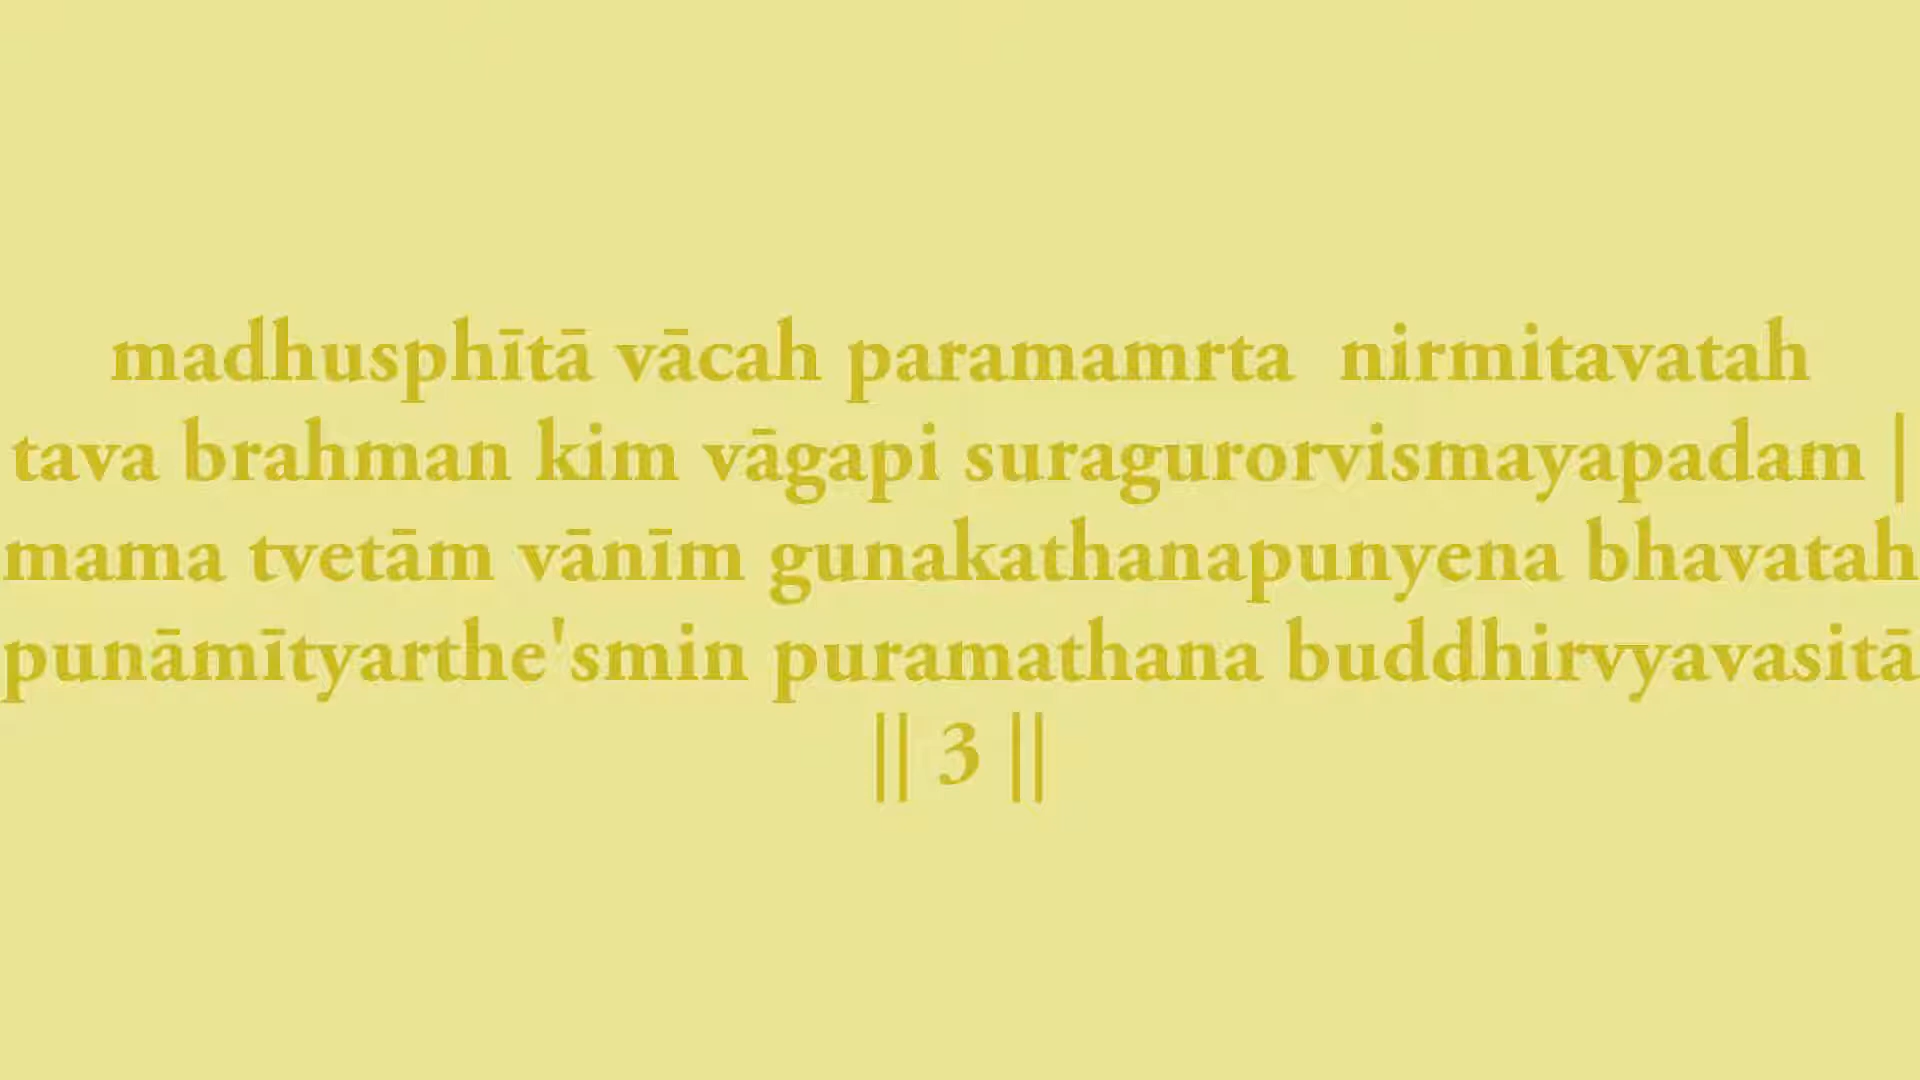 madhusphītā vācah paramamrta  nirmitavatah
tava brahman kim vāgapi suragurorvismayapadam |
mama tvetām vānīm gunakathanapunyena bhavatah
punāmītyarthe'smin puramathana buddhirvyavasitā
|| 3 ||